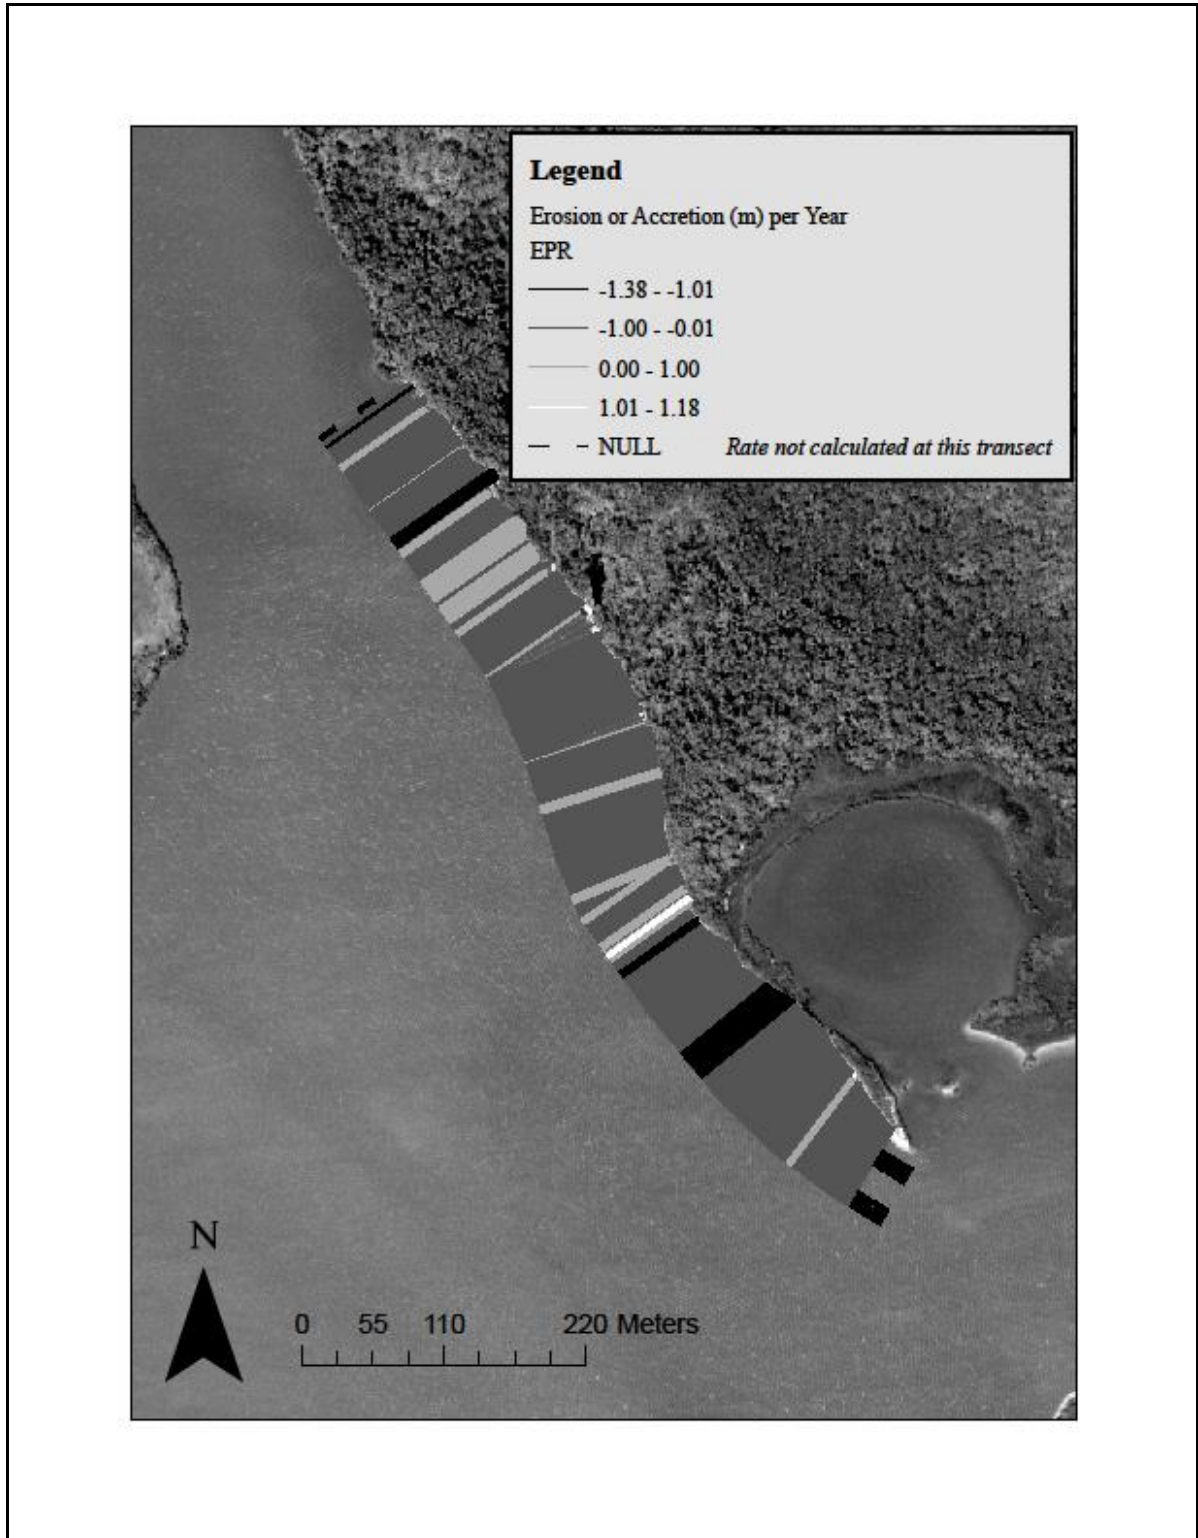 Legend
Erosion or Accretion (m) per Year
EPR
-1.38 - -1.01
-1.00 - -0.01
0.00 - 1.00
1.01 - 1.18
NULL Rate not calculated at this transect
N
0 55 110 220 Meters